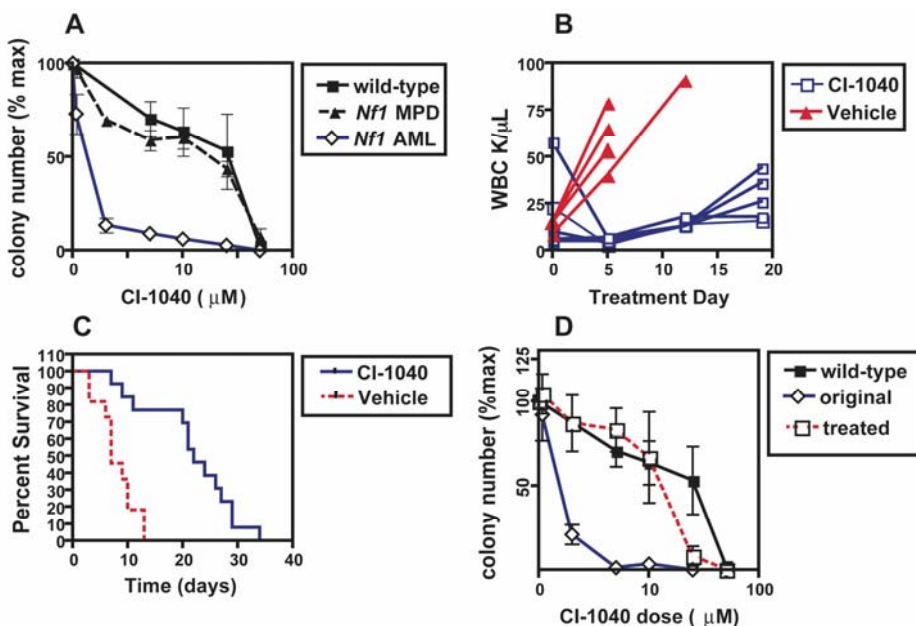 A
colony number (% max)
100
50
0
0
10
100
CI-1040 ( μM)
wild-type
Nf1 MPD
Nf1 AML
B
WBC K/μL
100
75
50
25
0
0 5 10 15 20
Treatment Day
CI-1040
Vehicle
C
Percent Survival
110
100
90
80
70
60
50
40
30
20
10
0
0 10 20 30 40
Time (days)
CI-1040
Vehicle
D
colony number (%max)
125
100
50
0
10
100
CI-1040 dose ( μM)
wild-type
original
treated